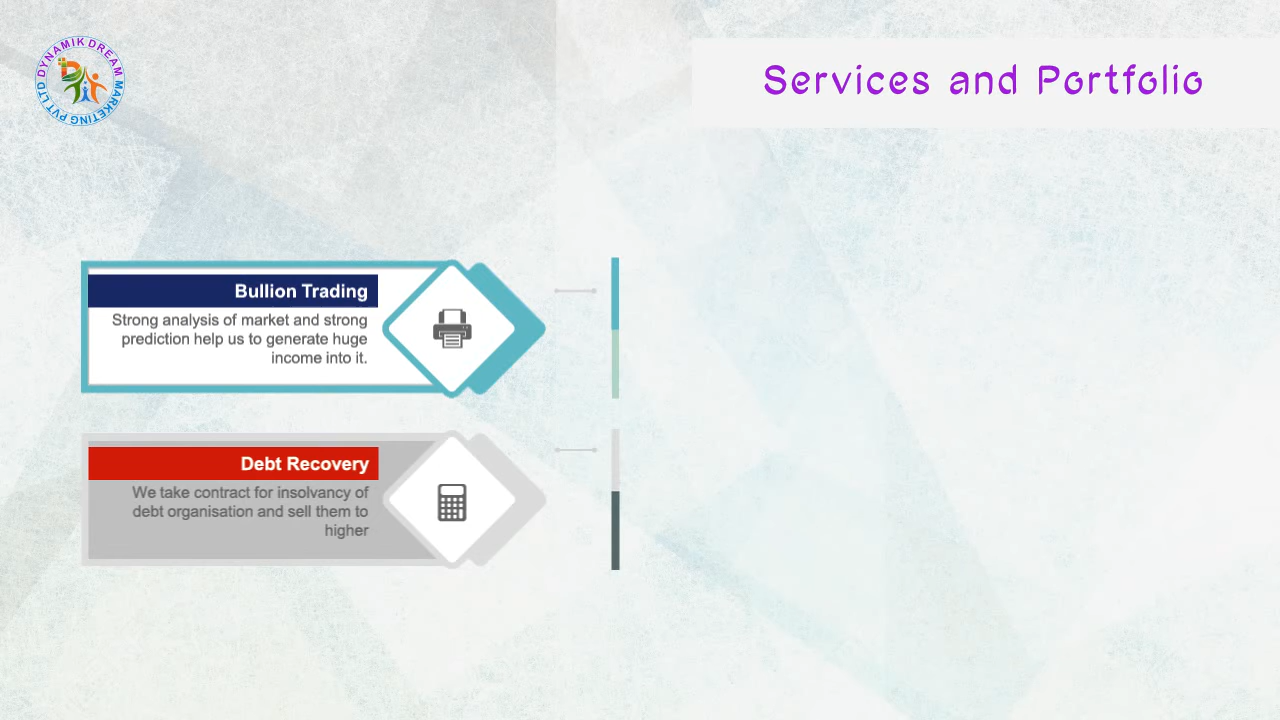 DYNAMIK DREAM MARKETING PVT LTD
Services and Portfolio
Bullion Trading
Strong analysis of market and strong
prediction help us to generate huge
income into it.
Debt Recovery
We take contract for insolvancy of
debt organisation and sell them to
higher